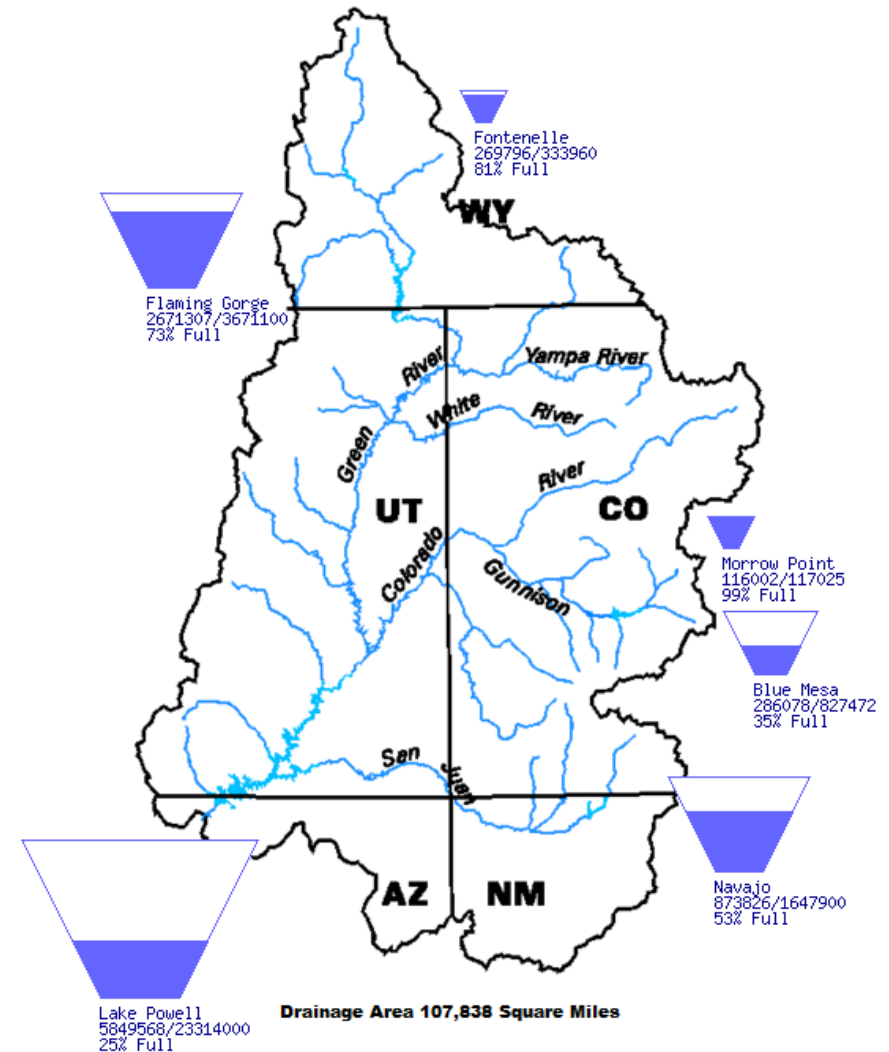 Fontenelle
269796/333960
81% Full
WY
Flaming Gorge
2671307/3671100
73% Full
Yampa River
River
White
River
Green
River
UT
CO
Colorado
Gunnison
Morrow Point
116002/117025
99% Full
Blue Mesa
286078/827472
35% Full
San
Juan
AZ
NM
Navajo
873826/1647900
53% Full
Lake Powell
5849568/23314000
25% Full
Drainage Area 107,838 Square Miles